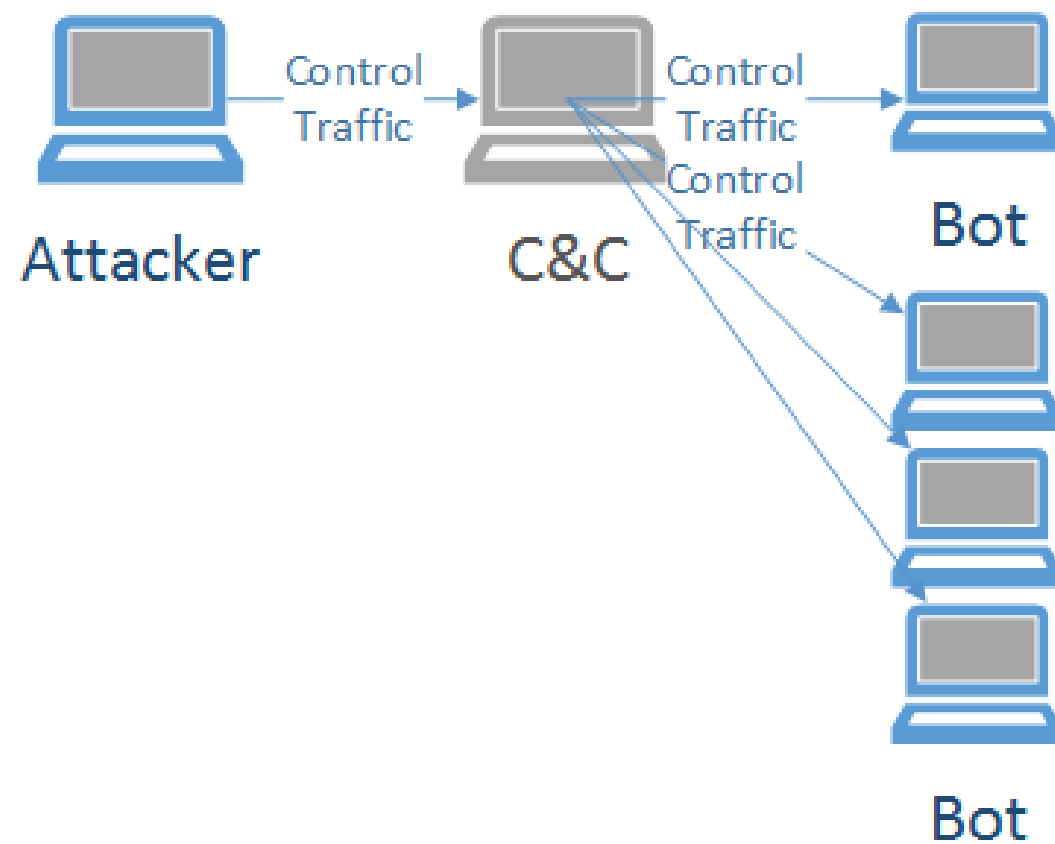 Control
Traffic
Control
Traffic
Control
Traffic
Attacker
C&C
Bot
Bot